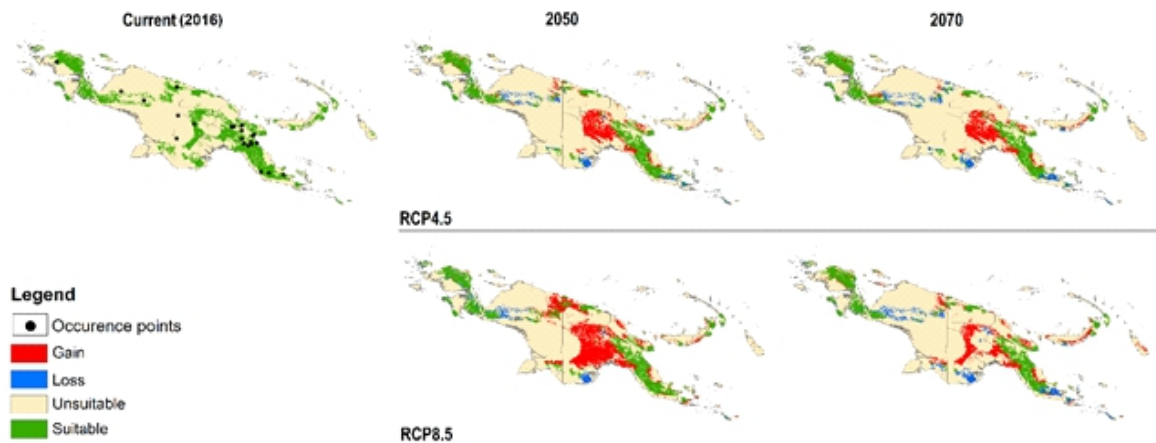 Current (2016)
2050
2070
RCP4.5
RCP8.5
Legend
Occurence points
Gain
Loss
Unsuitable
Suitable